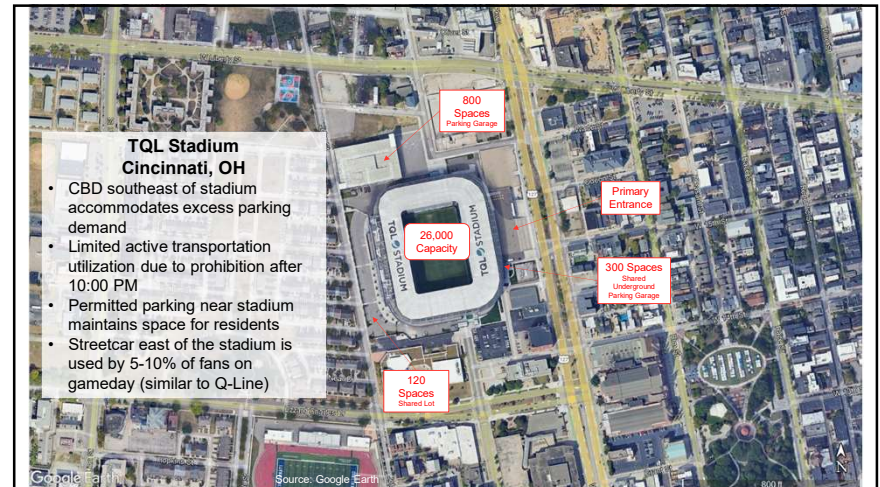 TQL Stadium
Cincinnati, OH
• CBD southeast of stadium
accommodates excess parking
demand
• Limited active transportation
utilization due to prohibition after
10:00 PM
• Permitted parking near stadium
maintains space for residents
• Streetcar east of the stadium is
used by 5-10% of fans on
gameday (similar to Q-Line)
800
Spaces
Parking Garage
Primary
Entrance
26,000
Capacity
TQL STADIUM
TQL STADIUM
300 Spaces
Shared
Underground
Parking Garage
120
Spaces
Shared Lot
127
127
Google Earth
Source: Google Earth
800 ft
N